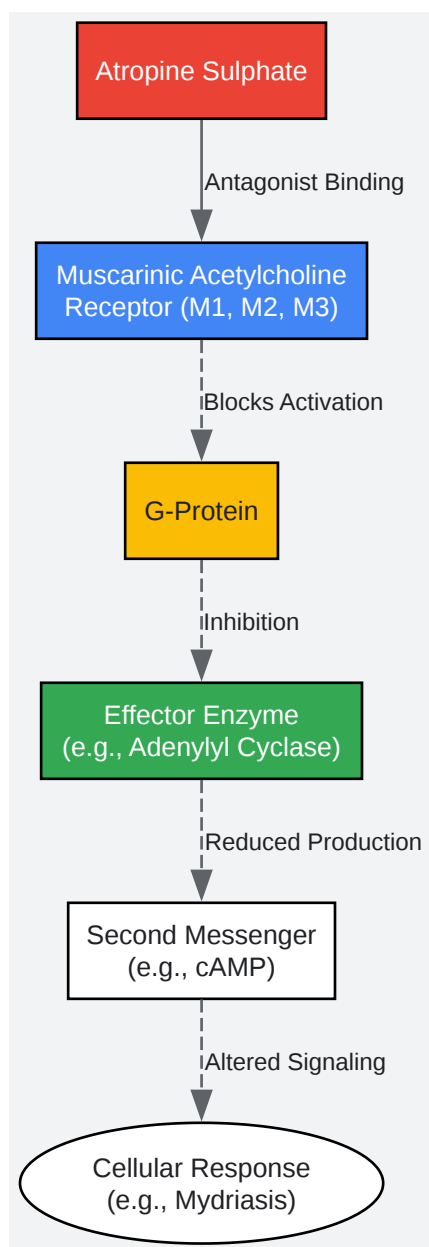 Atropine Sulphate
Antagonist Binding
Muscarinic Acetylcholine
Receptor (M1, M2, M3)
Blocks Activation
G-Protein
Inhibition
Effector Enzyme
(e.g., Adenylyl Cyclase)
Reduced Production
Second Messenger
(e.g., cAMP)
Altered Signaling
Cellular Response
(e.g., Mydriasis)